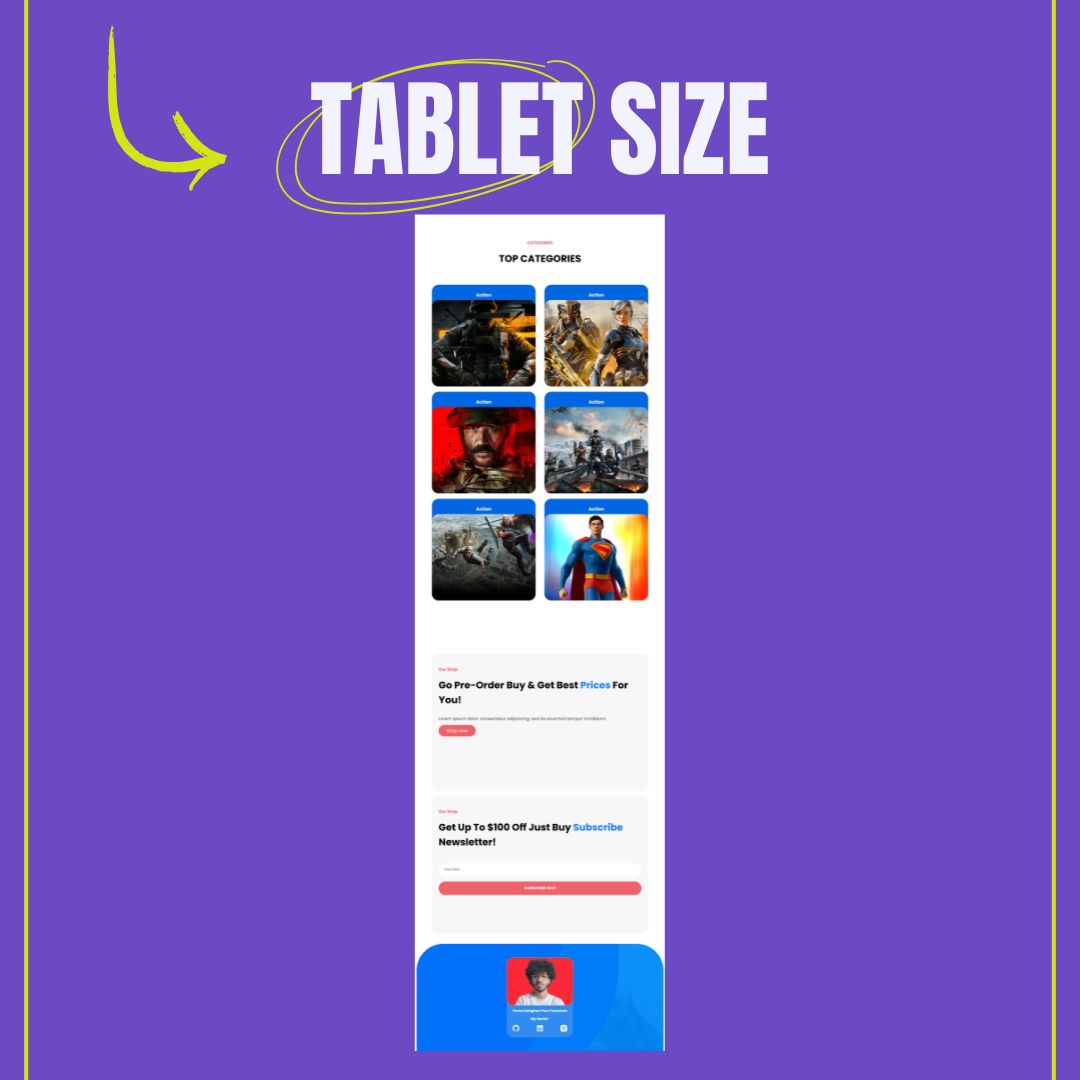 TABLET SIZE
CATEGORIES
TOP CATEGORIES
Action
Action
Action
Action
Action
Action
Our Shop
Go Pre-Order Buy & Get Best Prices For
You!
Lorem ipsum dolor consectetur adipiscing, sed do eiusmod tempor incididunt.
Shop Now
Our Shop
Get Up To $100 Off Just Buy Subscribe
Newsletter!
Your Mail ...
SUBSCRIBE NOW